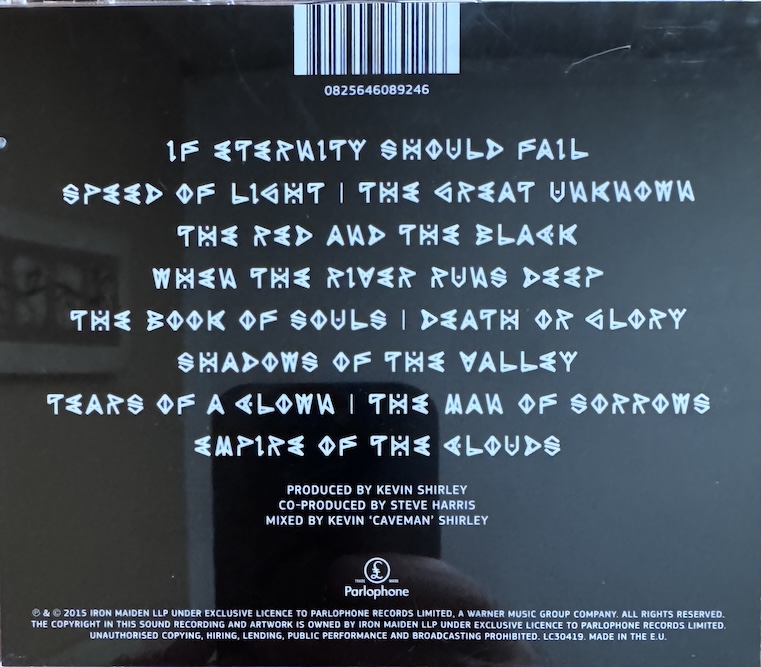 0825646089246
IF ETERNITY SHOULD FAIL
SPEED OF LIGHT | THE GREAT UNKNOWN
THE RED AND THE BLACK
WHEN THE RIVER RUNS DEEP
THE BOOK OF SOULS | DEATH OR GLORY
SHADOWS OF THE VALLEY
TEARS OF A CLOWN | THE MAN OF SORROWS
EMPIRE OF THE CLOUDS
PRODUCED BY KEVIN SHIRLEY
CO-PRODUCED BY STEVE HARRIS
MIXED BY KEVIN ‘CAVEMAN’ SHIRLEY
TRADE £ MARK
Parlophone
℗ & © 2015 IRON MAIDEN LLP UNDER EXCLUSIVE LICENCE TO PARLOPHONE RECORDS LIMITED, A WARNER MUSIC GROUP COMPANY. ALL RIGHTS RESERVED.
THE COPYRIGHT IN THIS SOUND RECORDING AND ARTWORK IS OWNED BY IRON MAIDEN LLP UNDER EXCLUSIVE LICENCE TO PARLOPHONE RECORDS LIMITED.
UNAUTHORISED COPYING, HIRING, LENDING, PUBLIC PERFORMANCE AND BROADCASTING PROHIBITED. LC30419. MADE IN THE E.U.